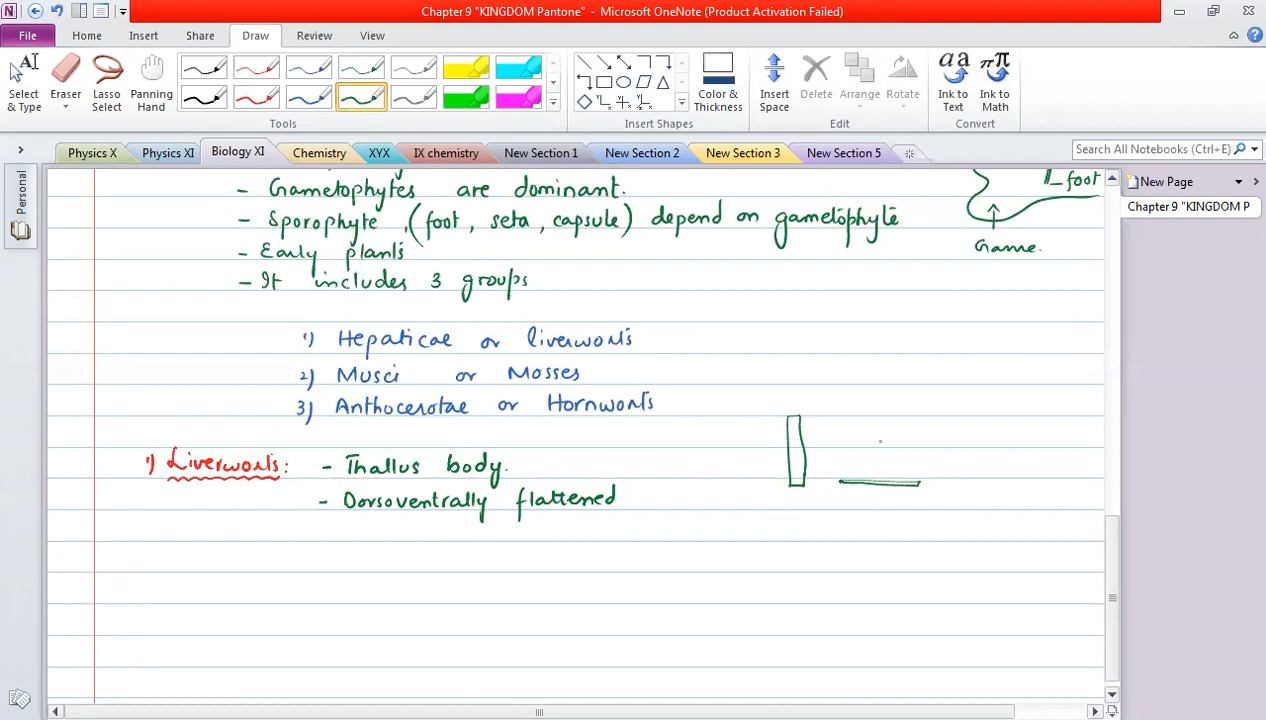 Chapter 9 "KINGDOM Pantone" - Microsoft OneNote (Product Activation Failed)
File Home Insert Share Draw Review View
Select & Type Eraser Lasso Select Panning Hand Color & Thickness Insert Space Delete Arrange Rotate Ink to Text Ink to Math
Tools Insert Shapes Edit Convert
Physics X Physics XI Biology XI Chemistry XYX IX chemistry New Section 1 New Section 2 New Section 3 New Section 5 Search All Notebooks (Ctrl+E)
Personal
New Page
Chapter 9 "KINGDOM P
- Gametophytes are dominant.
foot
- Sporophyte, (foot, seta, capsule) depend on gametophyte
Game.
- Early plants
- It includes 3 groups
1) Hepaticae or liverworts
2) Musci or Mosses
3) Anthocerotae or Hornworts
1) Liverworts: - Thallus body.
- Dorsoventrally flattened